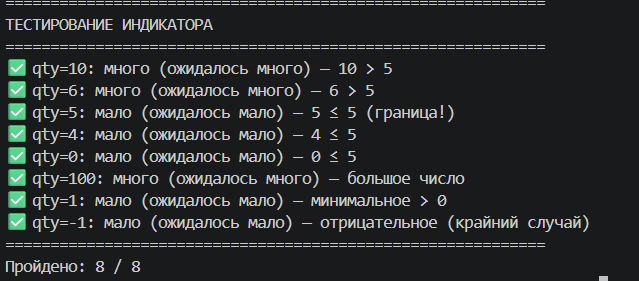 ============================================================
ТЕСТИРОВАНИЕ ИНДИКАТОРА
============================================================
✅ qty=10: много (ожидалось много) — 10 > 5
✅ qty=6: много (ожидалось много) — 6 > 5
✅ qty=5: мало (ожидалось мало) — 5 ≤ 5 (граница!)
✅ qty=4: мало (ожидалось мало) — 4 ≤ 5
✅ qty=0: мало (ожидалось мало) — 0 ≤ 5
✅ qty=100: много (ожидалось много) — большое число
✅ qty=1: мало (ожидалось мало) — минимальное > 0
✅ qty=-1: мало (ожидалось мало) — отрицательное (крайний случай)
============================================================
Пройдено: 8 / 8